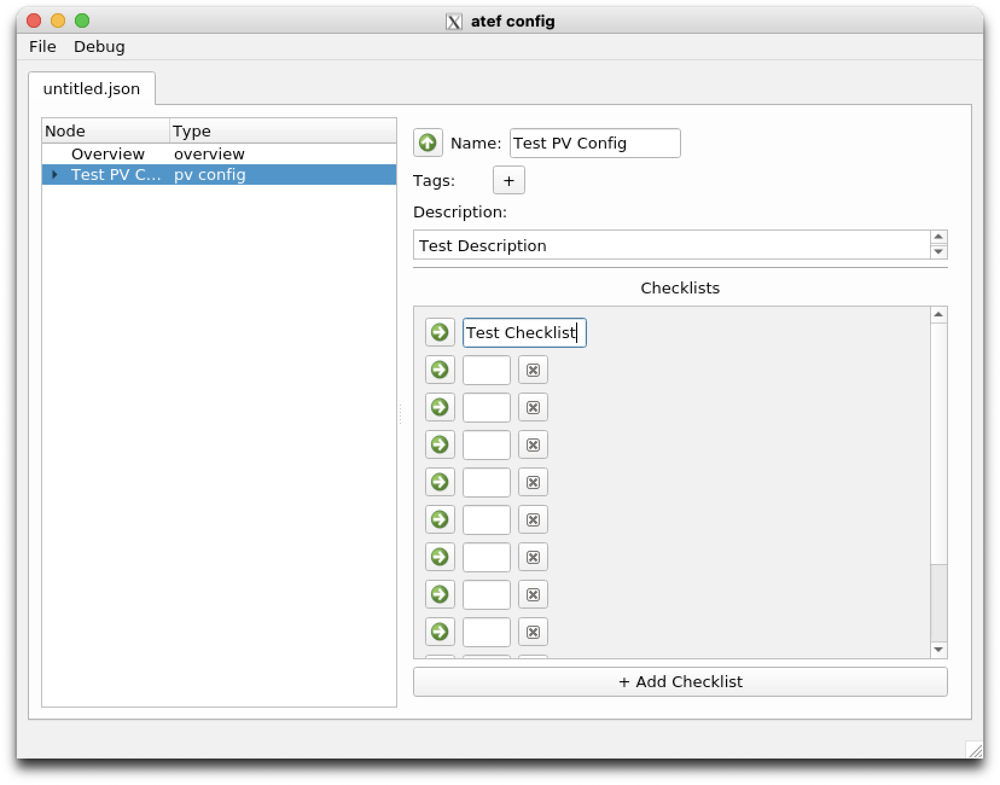 atef config
File Debug
untitled.json
Node Type
Overview overview
Test PV C... pv config
Name: Test PV Config
Tags: +
Description:
Test Description
Checklists
Test Checklist
+ Add Checklist